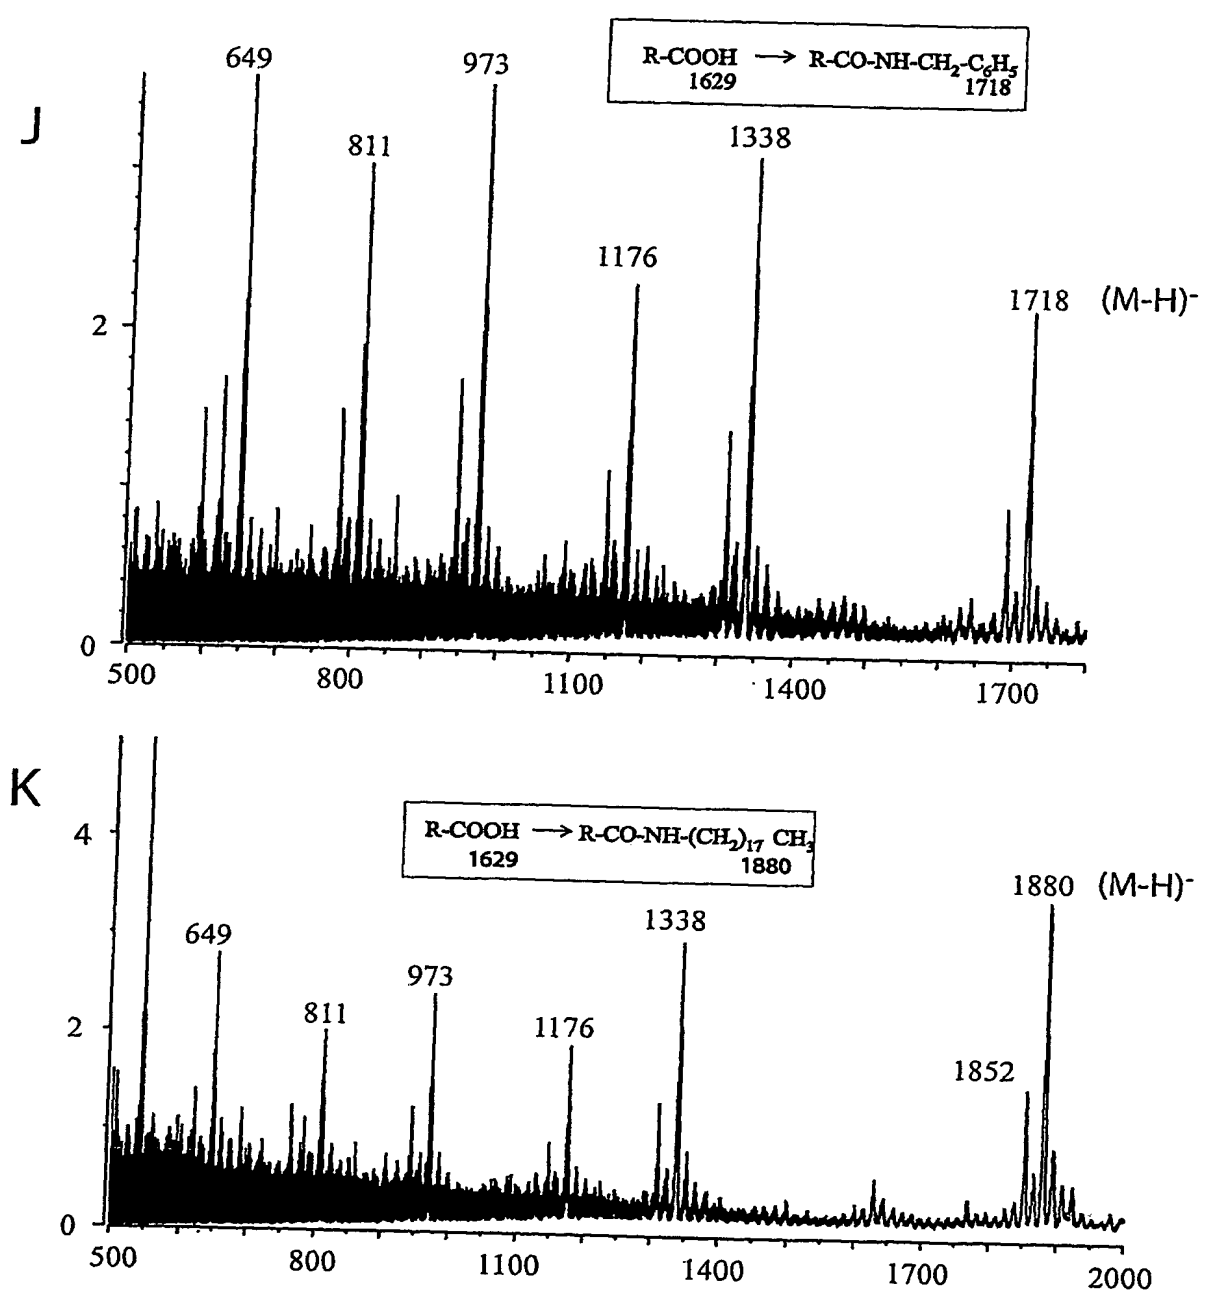 J
R-COOH → R-CO-NH-CH2-C6H5
1629 1718
649
973
811
1338
1176
1718 (M-H)-
2
0
500 800 1100 1400 1700
K
R-COOH → R-CO-NH-(CH2)17 CH3
1629 1880
4
1880 (M-H)-
649
1338
973
811
1176
1852
2
0
500 800 1100 1400 1700 2000